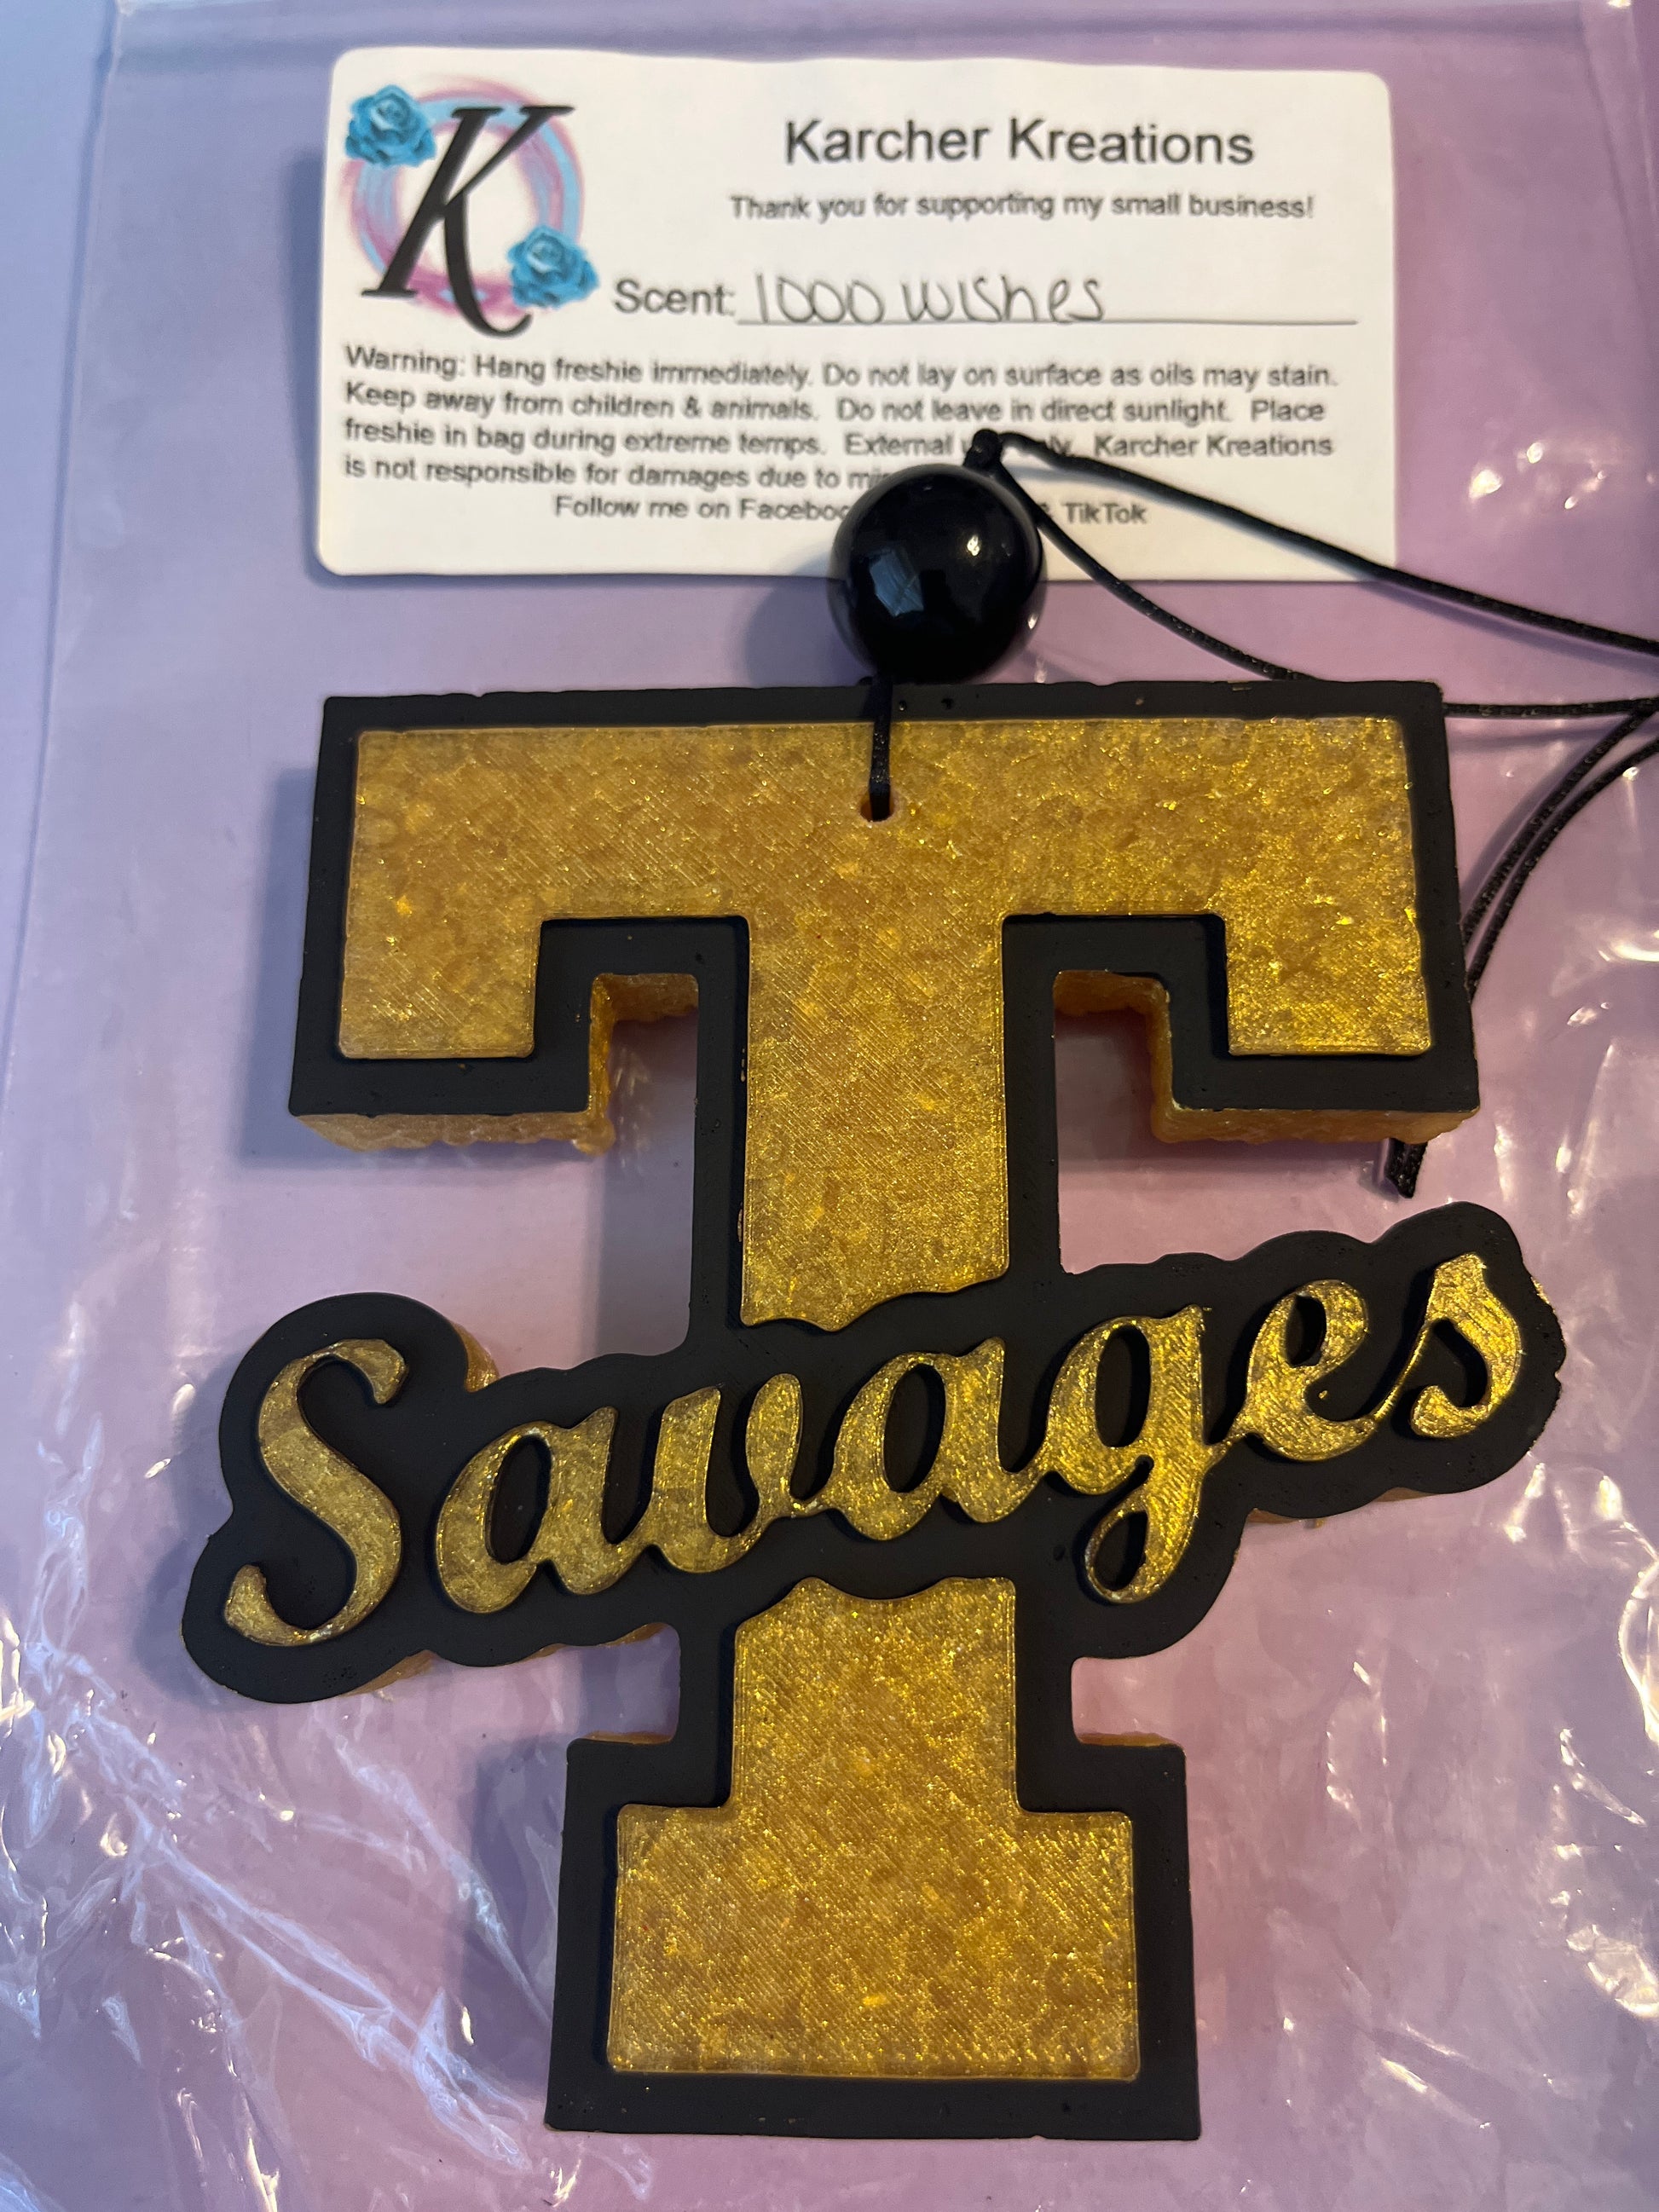 K
Karcher Kreations
Thank you for supporting my small business!
Scent: 1000 wishes
Warning: Hang freshie immediately. Do not lay on surface as oils may stain.
Keep away from children & animals. Do not leave in direct sunlight. Place
freshie in bag during extreme temps. External Karcher Kreations
is not responsible for damages due to
Follow me on TikTok
T
Savages